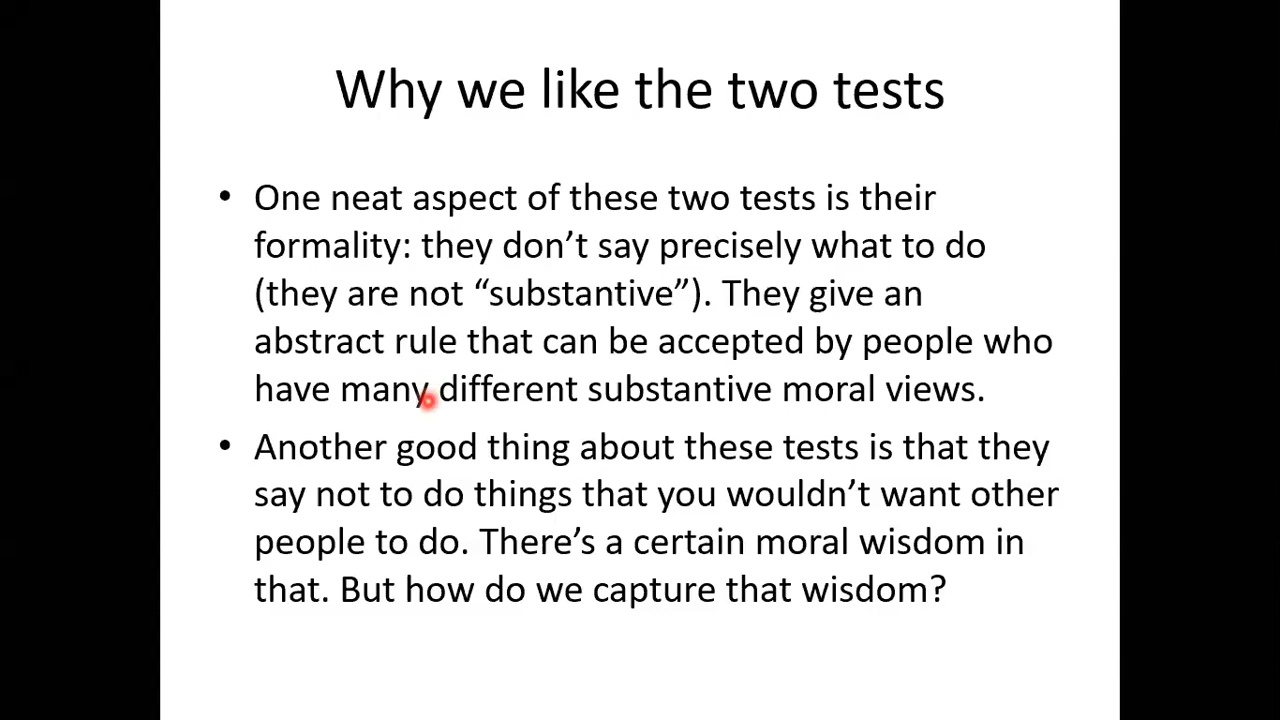 Why we like the two tests
• One neat aspect of these two tests is their
formality: they don’t say precisely what to do
(they are not “substantive”). They give an
abstract rule that can be accepted by people who
have many different substantive moral views.
• Another good thing about these tests is that they
say not to do things that you wouldn’t want other
people to do. There’s a certain moral wisdom in
that. But how do we capture that wisdom?